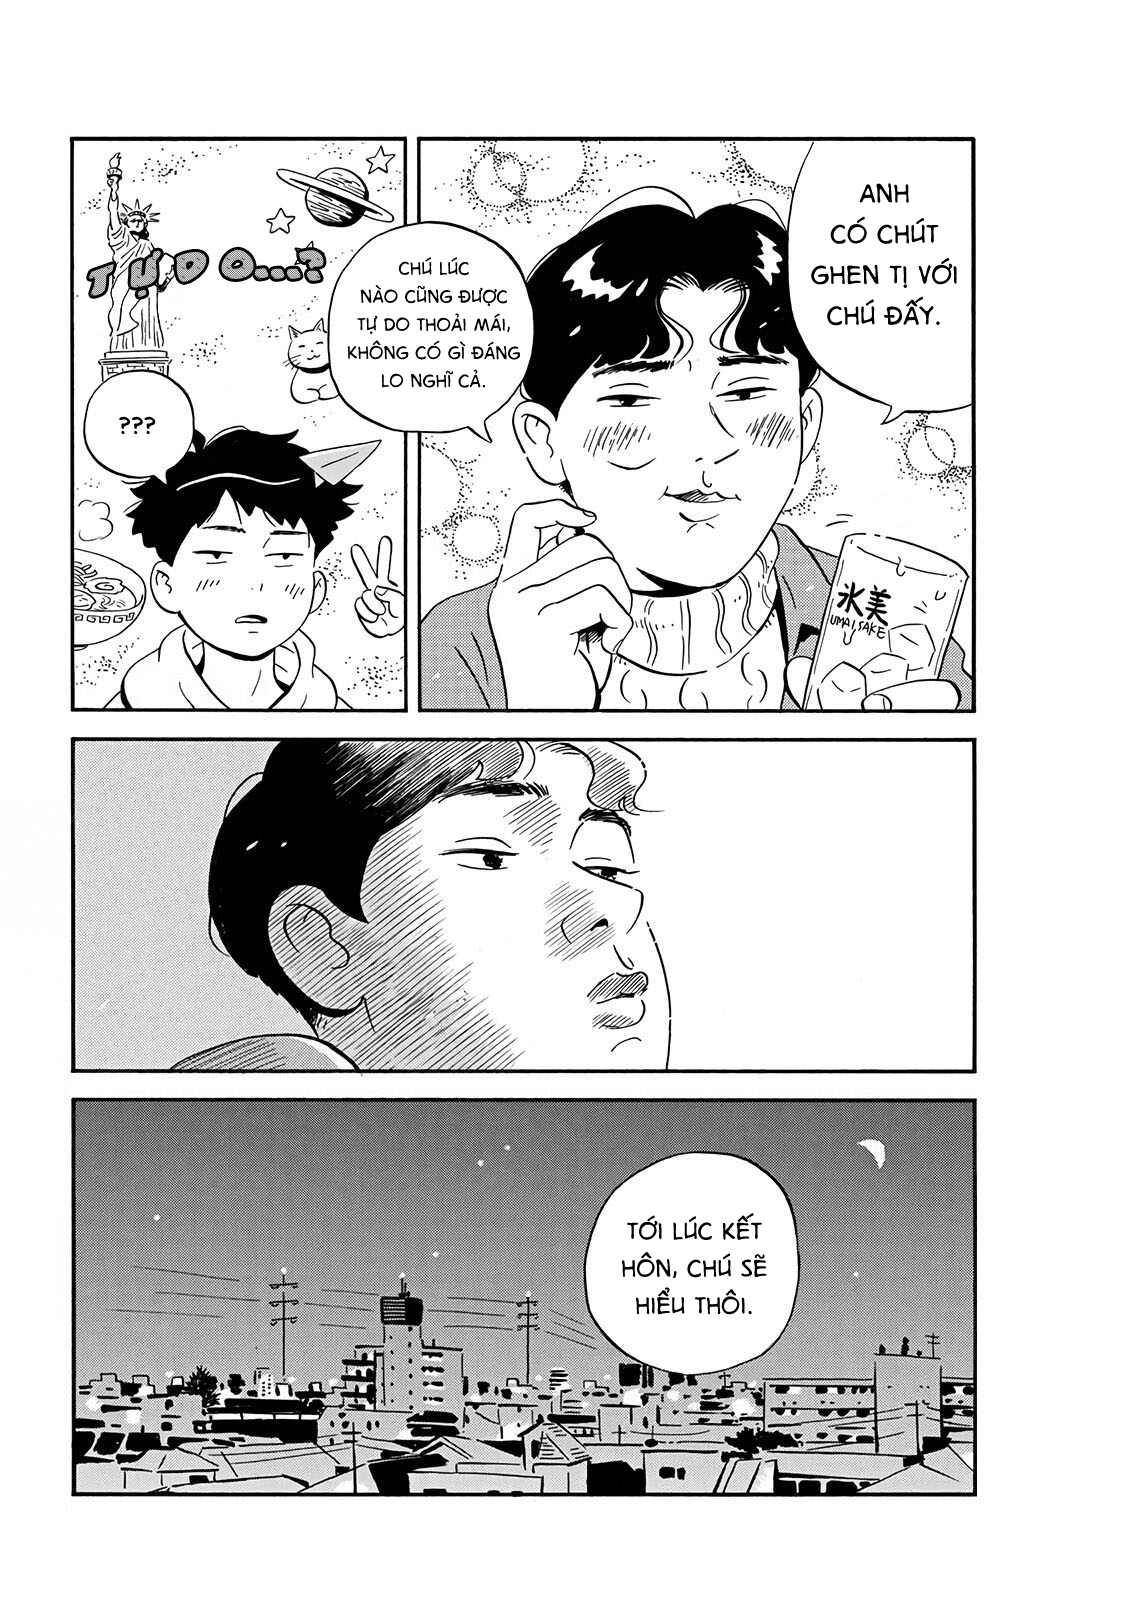 ANH
CÓ CHÚT
GHEN TỊ VỚI
CHÚ ĐẤY.
CHÚ LÚC
NÀO CŨNG ĐƯỢC
TỰ DO THOẢI MÁI,
KHÔNG CÓ GÌ ĐÁNG
LO NGHĨ CẢ.
氷美
UMAI SAKE
TỰ DO....?
???
TỚI LÚC KẾT
HÔN, CHÚ SẼ
HIỂU THÔI.